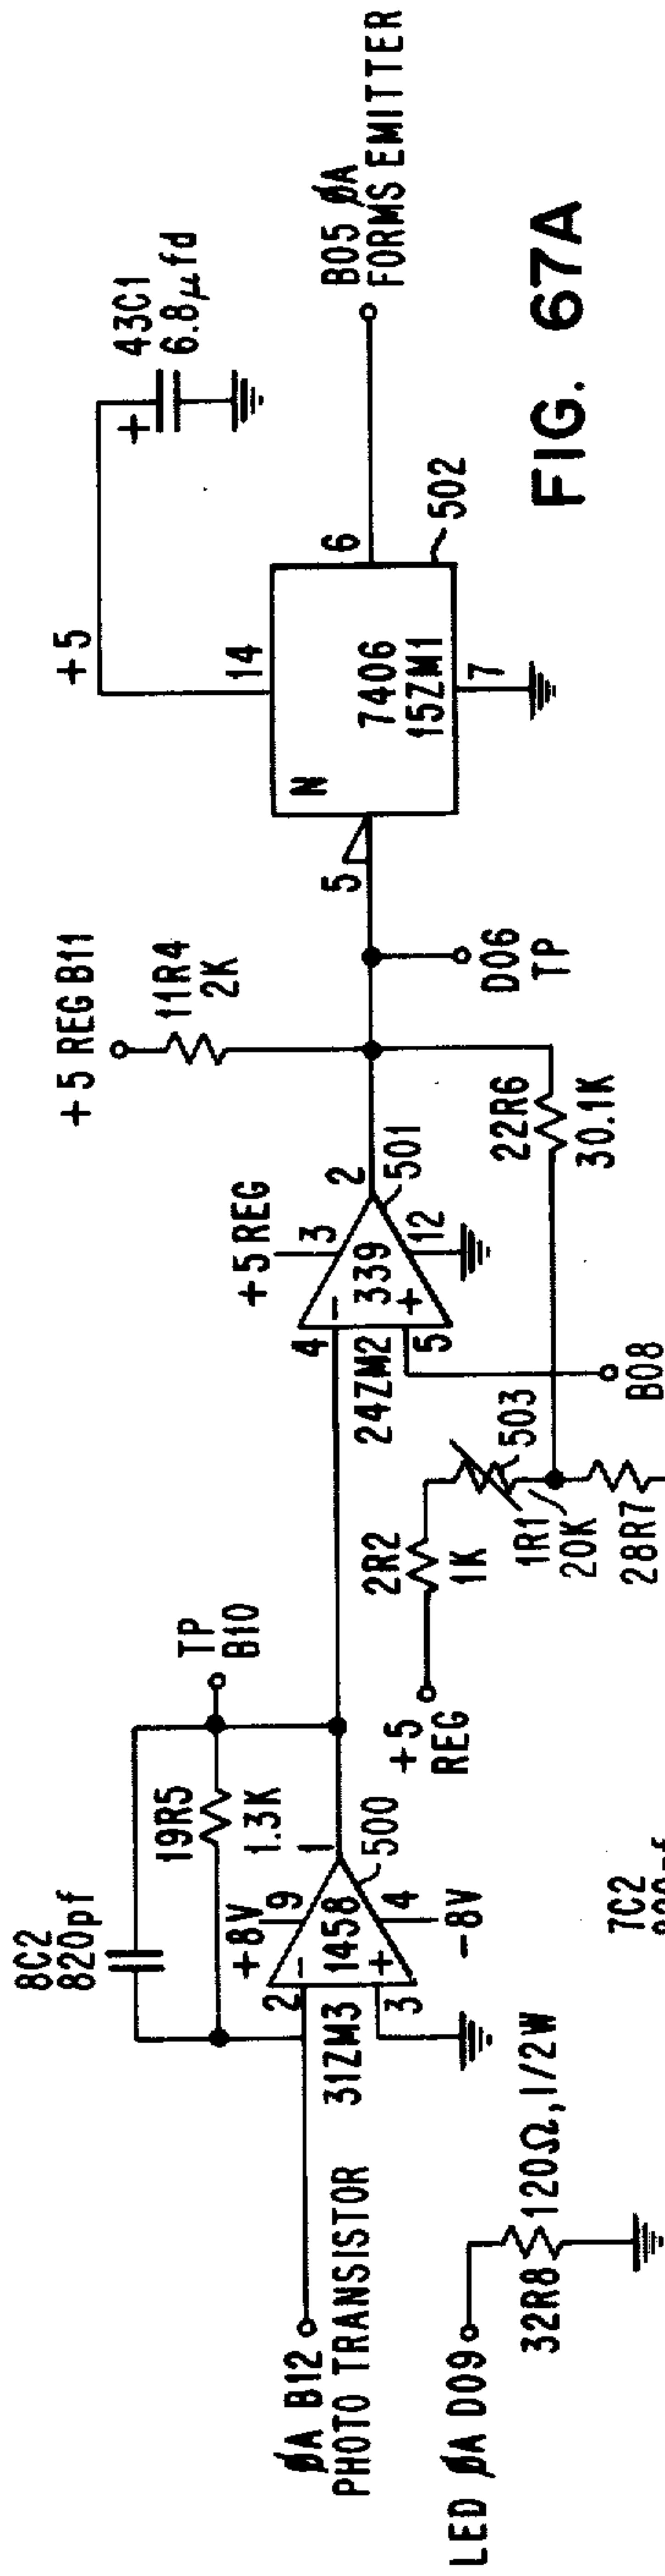 8C2
820pf
19R5
1.3K
TP
B10
+8V
9
2
-
1458
1
31ZM3
+
3
4
-8V
500
ØA B12
PHOTO TRANSISTOR
LED ØA D09
32R8
120Ω, 1/2W
7C2
+5 REG
3
4
-
339
2
24ZM2
+
5
12
501
+5 REG B11
11R4
2K
D06
TP
22R6
30.1K
B08
+5
REG
2R2
1K
503
1R1
20K
28R7
+5
14
N
5
7406
15ZM1
6
7
502
+
43C1
6.8µfd
B05 ØA
FORMS EMITTER
FIG. 67A